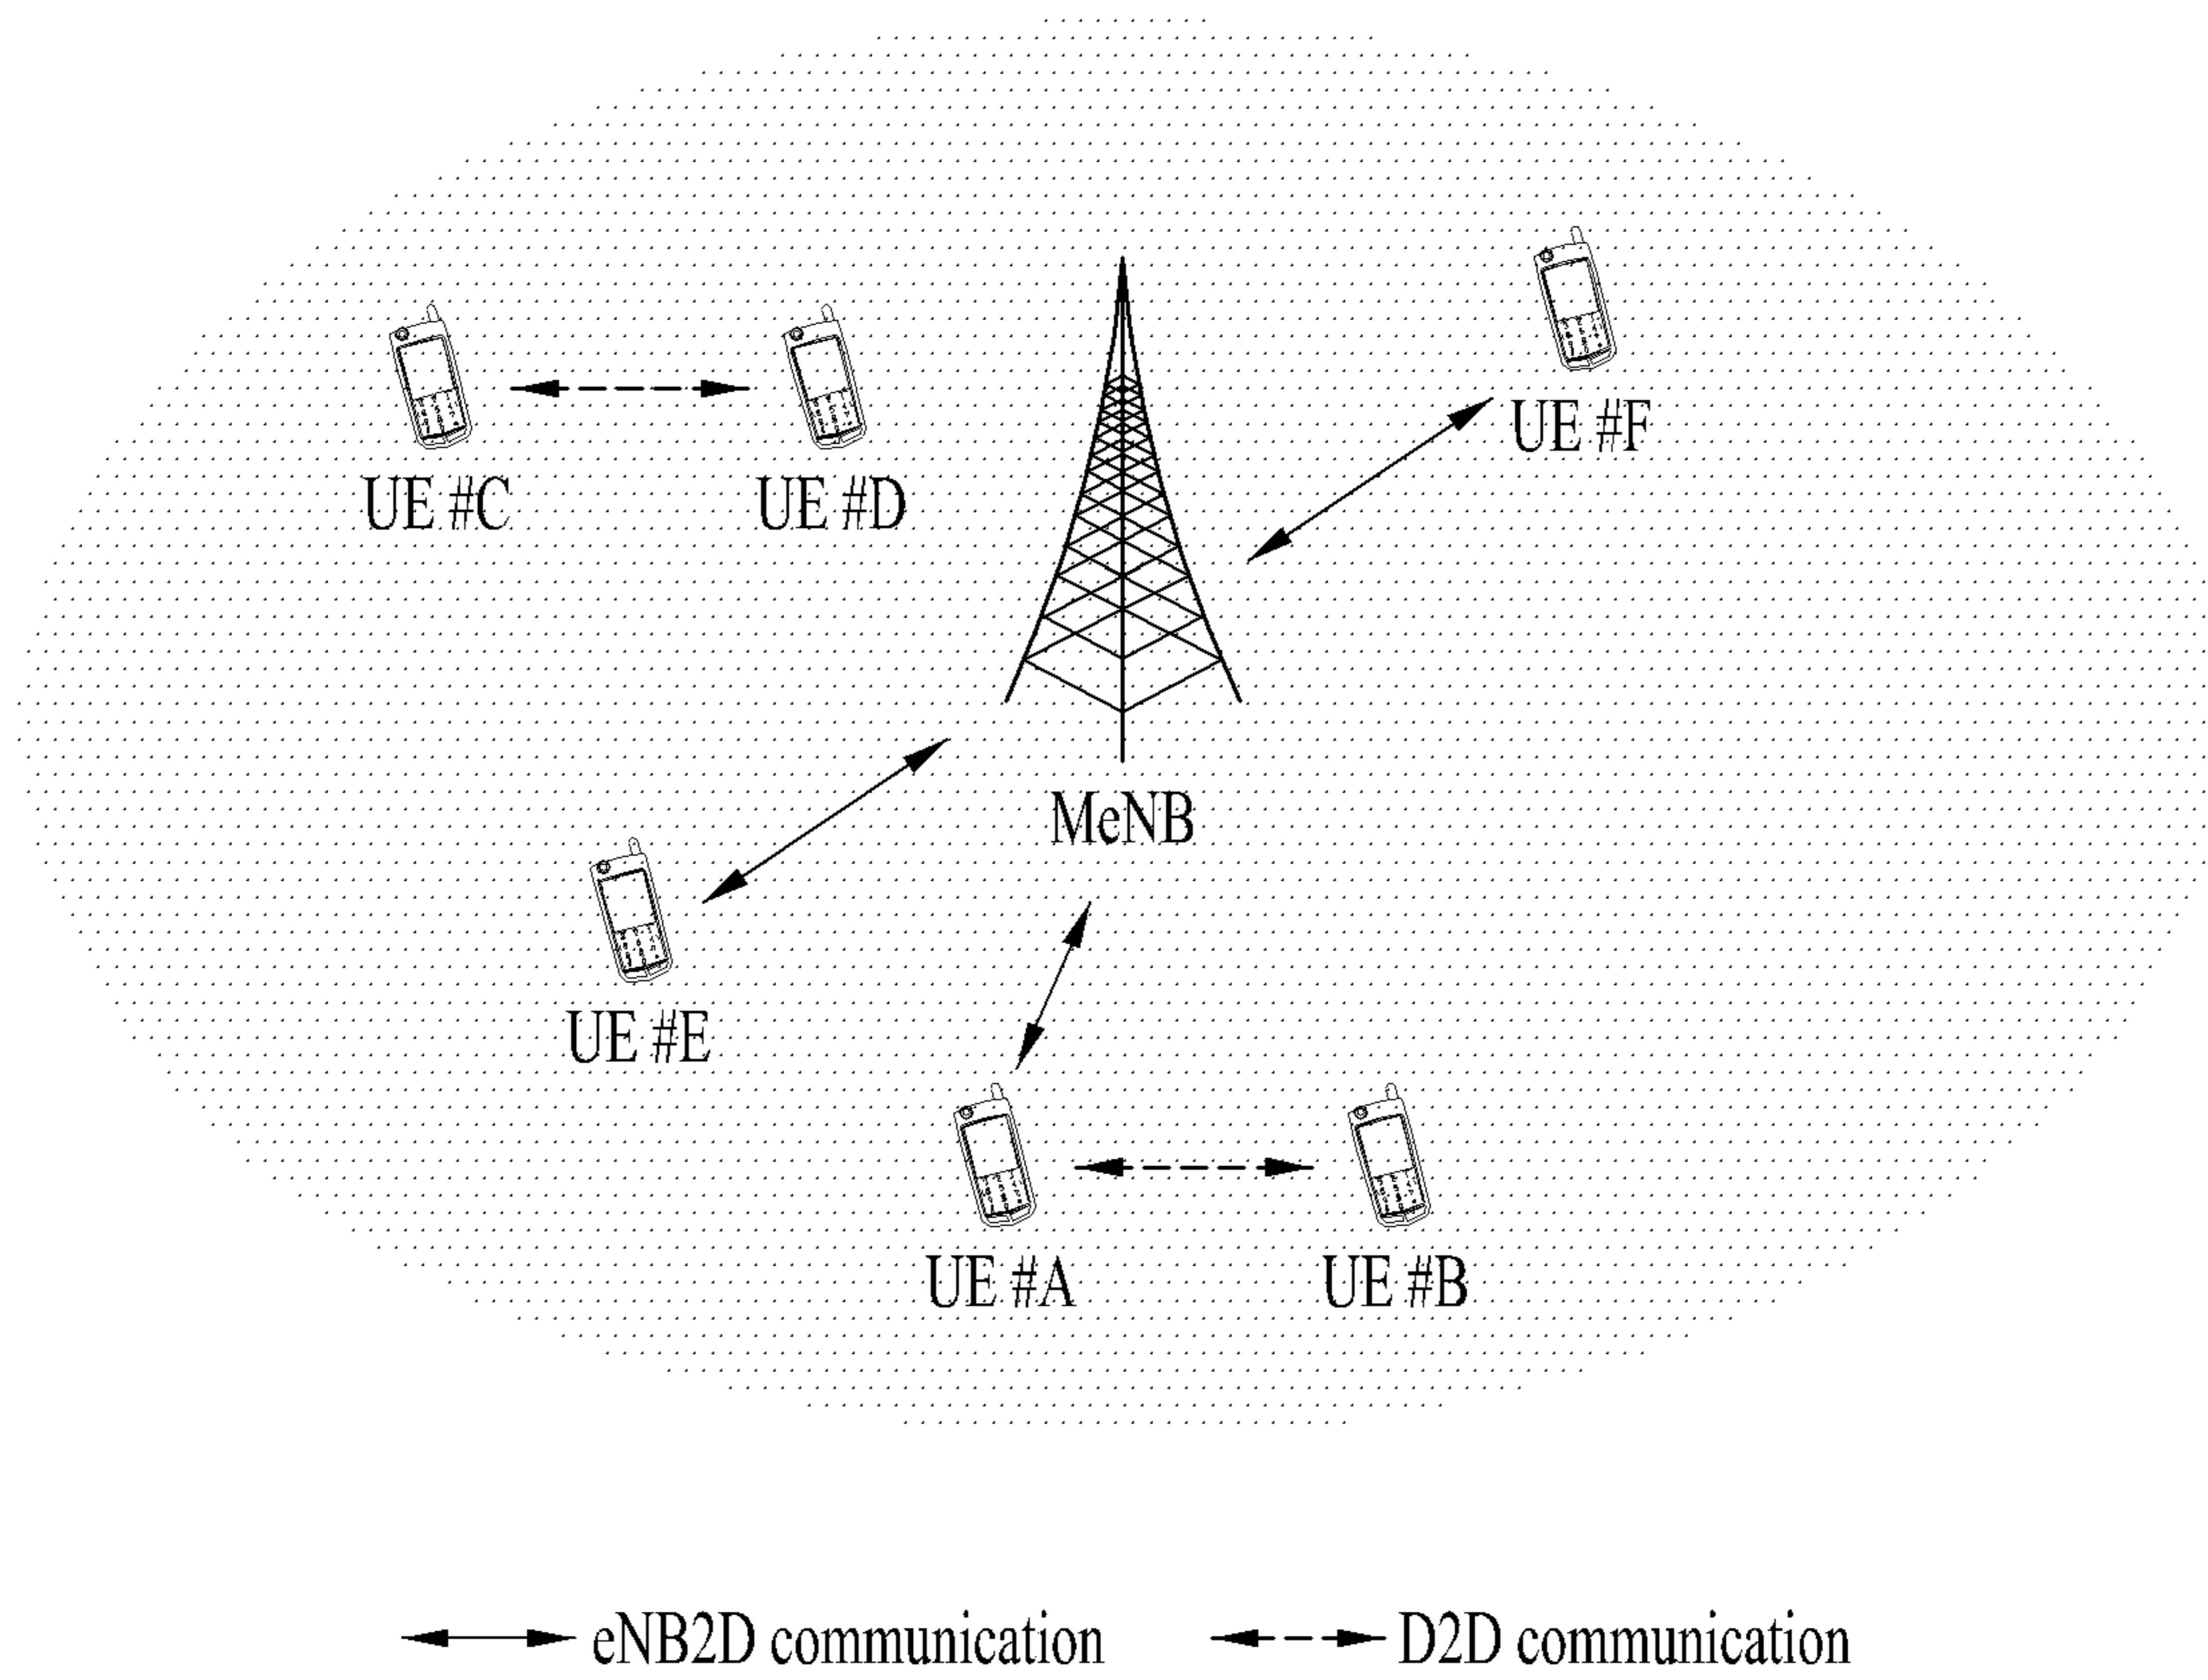 UE #F
UE #C
UE #D
MeNB
UE #E
UE #A
UE #B
eNB2D communication
D2D communication